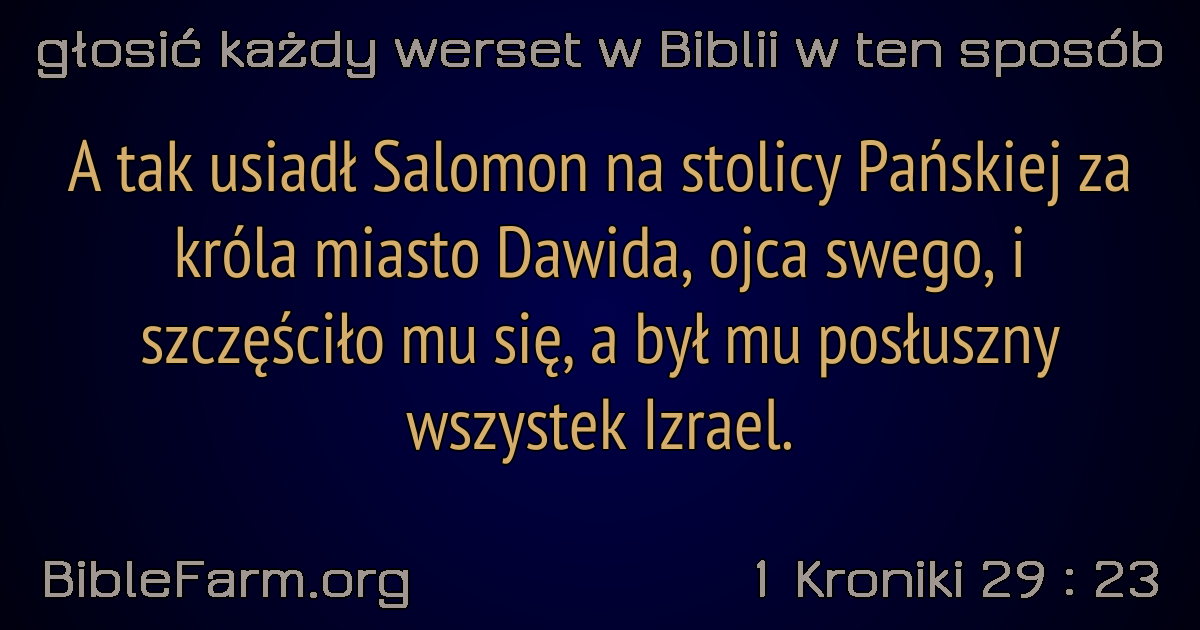 głosić każdy werset w Biblii w ten sposób
A tak usiadł Salomon na stolicy Pańskiej za
króla miasto Dawida, ojca swego, i
szczęściło mu się, a był mu posłuszny
wszystek Izrael.
BibleFarm.org
1 Kroniki 29 : 23